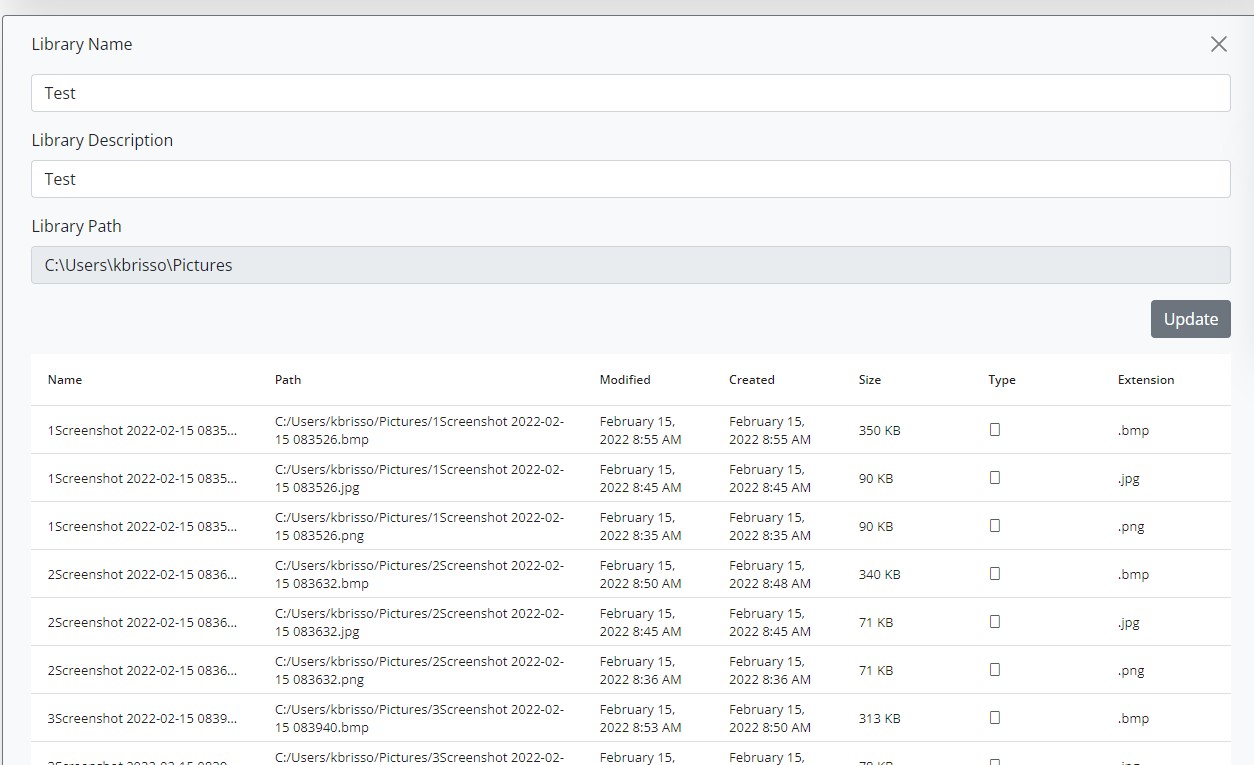 Library Name
Test
Library Description
Test
Library Path
C:\Users\kbrisso\Pictures
Update
Name Path Modified Created Size Type Extension
1Screenshot 2022-02-15 0835... C:/Users/kbrisso/Pictures/1Screenshot 2022-02-15 083526.bmp February 15, 2022 8:55 AM February 15, 2022 8:55 AM 350 KB .bmp
1Screenshot 2022-02-15 0835... C:/Users/kbrisso/Pictures/1Screenshot 2022-02-15 083526.jpg February 15, 2022 8:45 AM February 15, 2022 8:45 AM 90 KB .jpg
1Screenshot 2022-02-15 0835... C:/Users/kbrisso/Pictures/1Screenshot 2022-02-15 083526.png February 15, 2022 8:35 AM February 15, 2022 8:35 AM 90 KB .png
2Screenshot 2022-02-15 0836... C:/Users/kbrisso/Pictures/2Screenshot 2022-02-15 083632.bmp February 15, 2022 8:50 AM February 15, 2022 8:48 AM 340 KB .bmp
2Screenshot 2022-02-15 0836... C:/Users/kbrisso/Pictures/2Screenshot 2022-02-15 083632.jpg February 15, 2022 8:45 AM February 15, 2022 8:45 AM 71 KB .jpg
2Screenshot 2022-02-15 0836... C:/Users/kbrisso/Pictures/2Screenshot 2022-02-15 083632.png February 15, 2022 8:36 AM February 15, 2022 8:36 AM 71 KB .png
3Screenshot 2022-02-15 0839... C:/Users/kbrisso/Pictures/3Screenshot 2022-02-15 083940.bmp February 15, 2022 8:53 AM February 15, 2022 8:50 AM 313 KB .bmp
C:/Users/kbrisso/Pictures/3Screenshot 2022-02- February 15, February 15,